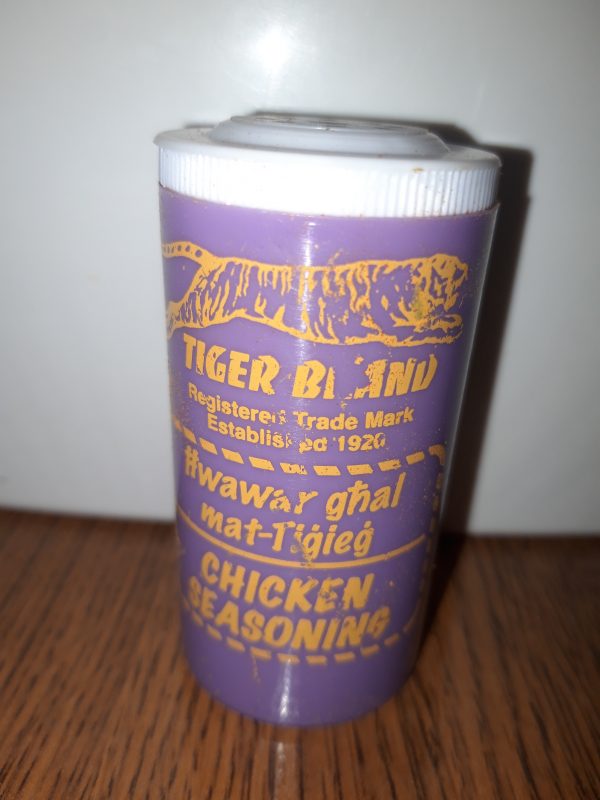 TIGER BRAND
Registered Trade Mark
Established 1920
Ħwawar għal
mat-Tiġieġ
CHICKEN
SEASONING